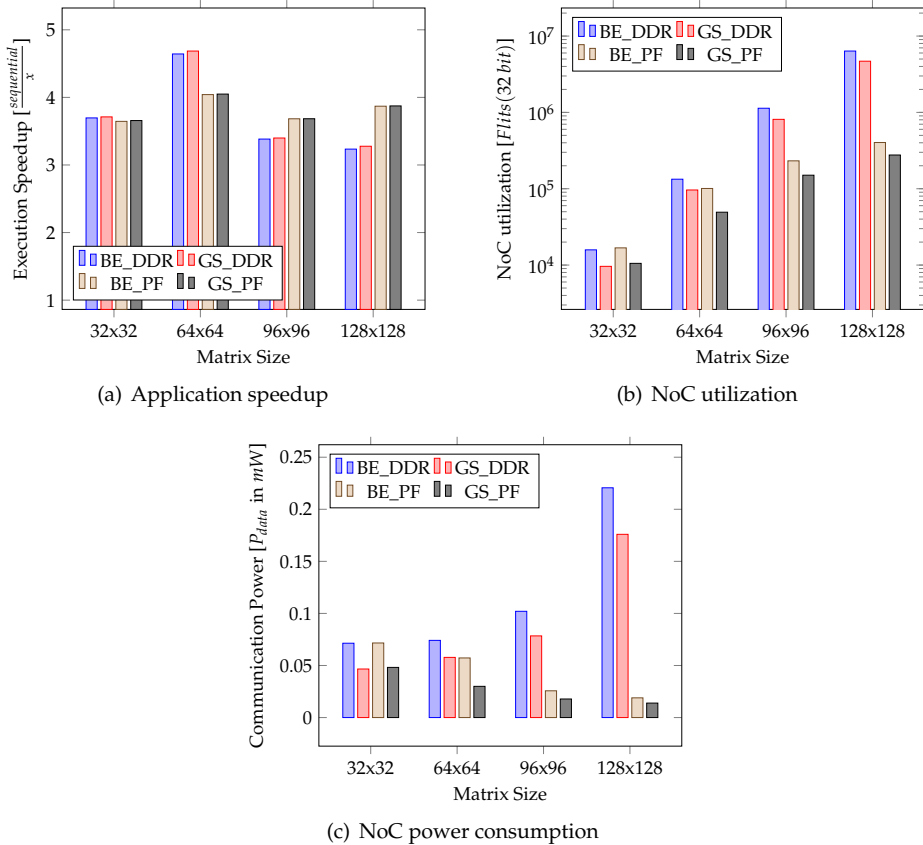 5
4
3
2
1
Execution Speedup [sequential/x]
BE_DDR GS_DDR
BE_PF GS_PF
32x32 64x64 96x96 128x128
Matrix Size
(a) Application speedup
10^7
10^6
10^5
10^4
NoC utilization [Flits(32 bit)]
BE_DDR GS_DDR
BE_PF GS_PF
32x32 64x64 96x96 128x128
Matrix Size
(b) NoC utilization
0.25
0.2
0.15
0.1
0.05
0
Communication Power [P_data in mW]
BE_DDR GS_DDR
BE_PF GS_PF
32x32 64x64 96x96 128x128
Matrix Size
(c) NoC power consumption